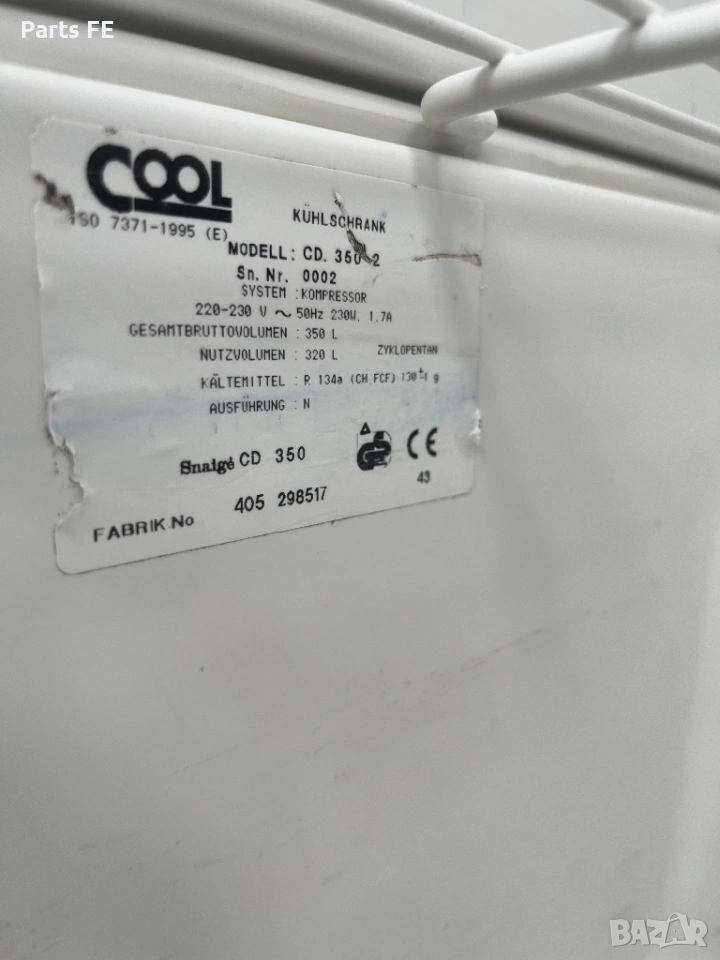 Parts FE
COOL
ISO 7371-1995 (E)
KÜHLSCHRANK
MODELL: CD. 350-2
Sn. Nr. 0002
SYSTEM : KOMPRESSOR
220-230 V ~ 50Hz 230W, 1,7A
GESAMTBRUTTOVOLUMEN : 350 L
NUTZVOLUMEN : 320 L
ZYKLOPENTAN
KÄLTEMITTEL : R 134a (CH FCF) 130 g
AUSFÜHRUNG : N
Snaigė CD 350
GS CE
43
FABRIK.No 405 298517
BAZAR